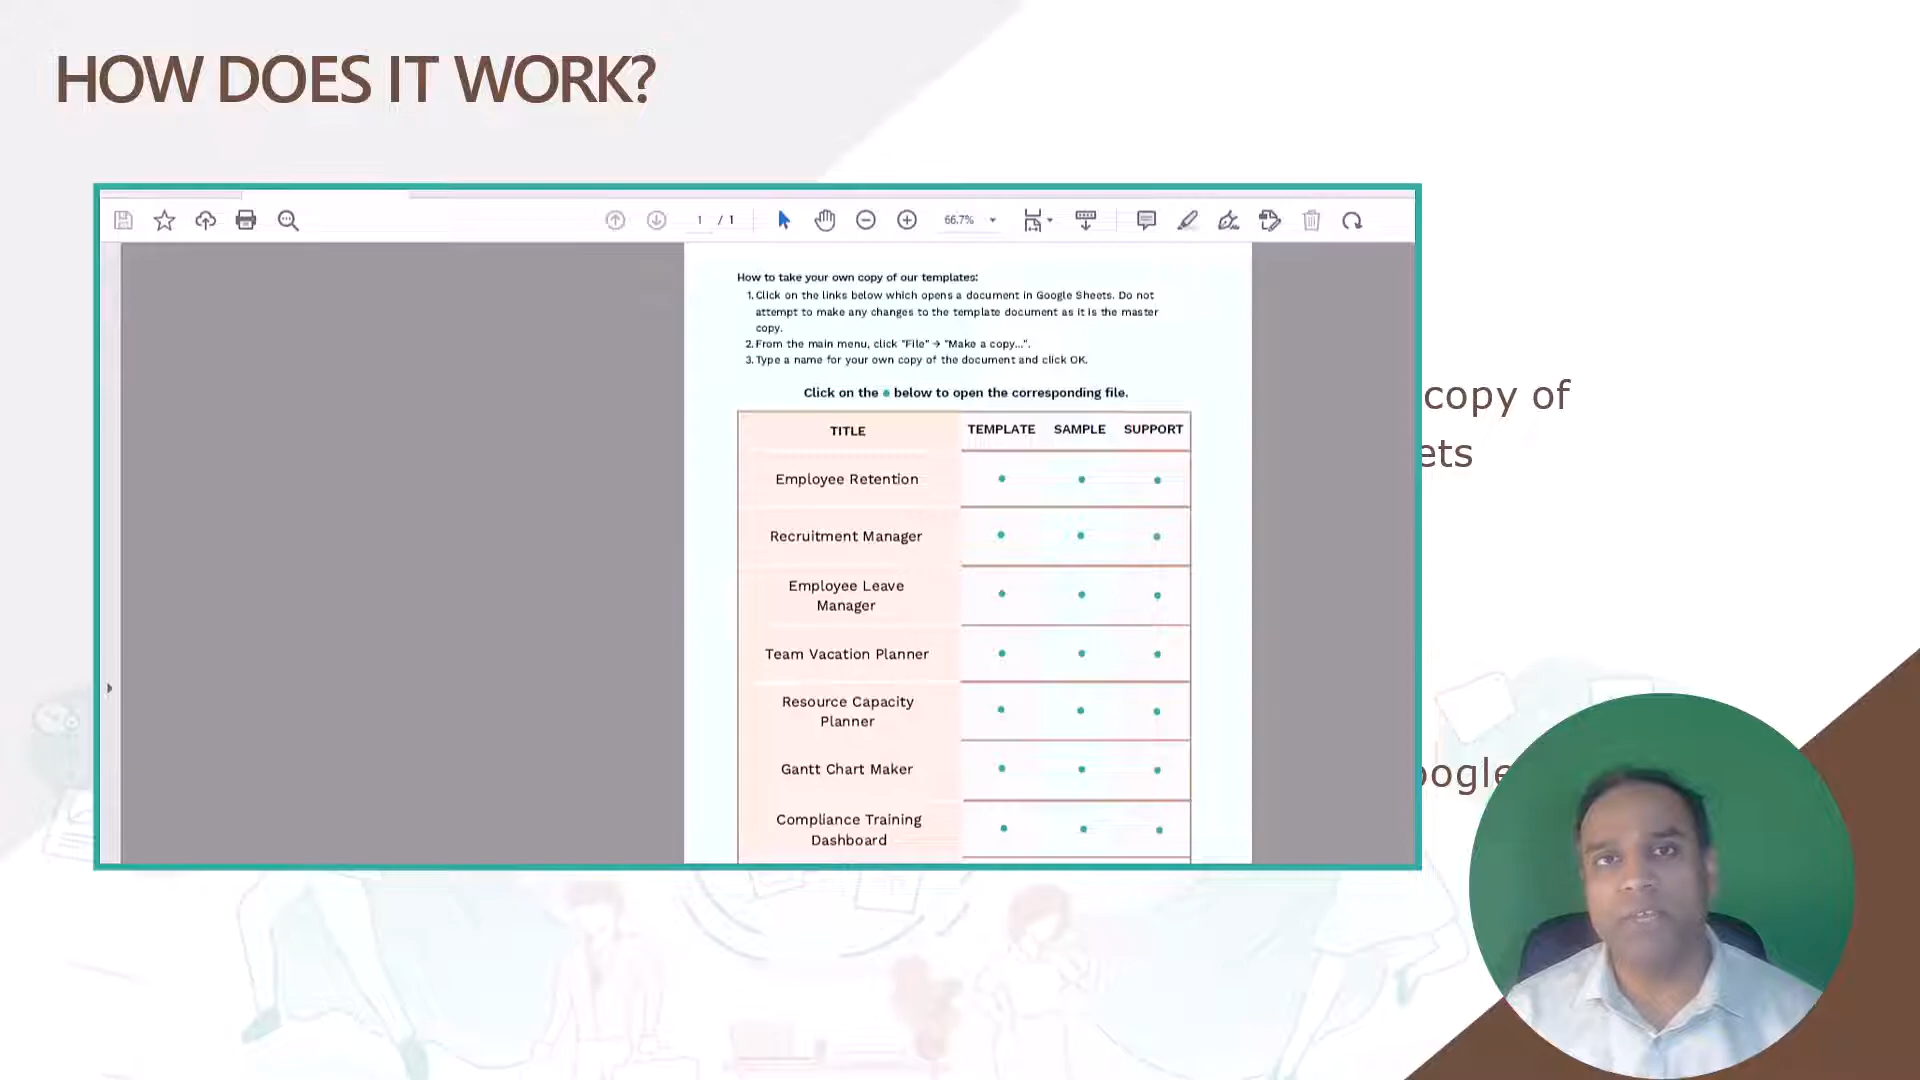 HOW DOES IT WORK?
1 / 1
66.7%
How to take your own copy of our templates:
1. Click on the links below which opens a document in Google Sheets. Do not
attempt to make any changes to the template document as it is the master
copy.
2. From the main menu, click "File" → "Make a copy...".
3. Type a name for your own copy of the document and click OK.
Click on the • below to open the corresponding file.
TITLE TEMPLATE SAMPLE SUPPORT
Employee Retention
Recruitment Manager
Employee Leave
Manager
Team Vacation Planner
Resource Capacity
Planner
Gantt Chart Maker
Compliance Training
Dashboard
copy of
ets
oogle